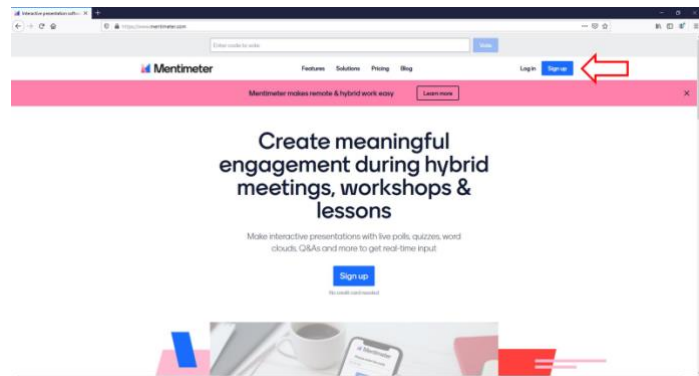 Interactive presentation softw...
https://www.mentimeter.com
Enter code to vote
Vote
Mentimeter
Features Solutions Pricing Blog
Log in Sign up
Mentimeter makes remote & hybrid work easy Learn more
Create meaningful
engagement during hybrid
meetings, workshops &
lessons
Make interactive presentations with live polls, quizzes, word
clouds, Q&As and more to get real-time input
Sign up
No credit card needed
Mentimeter